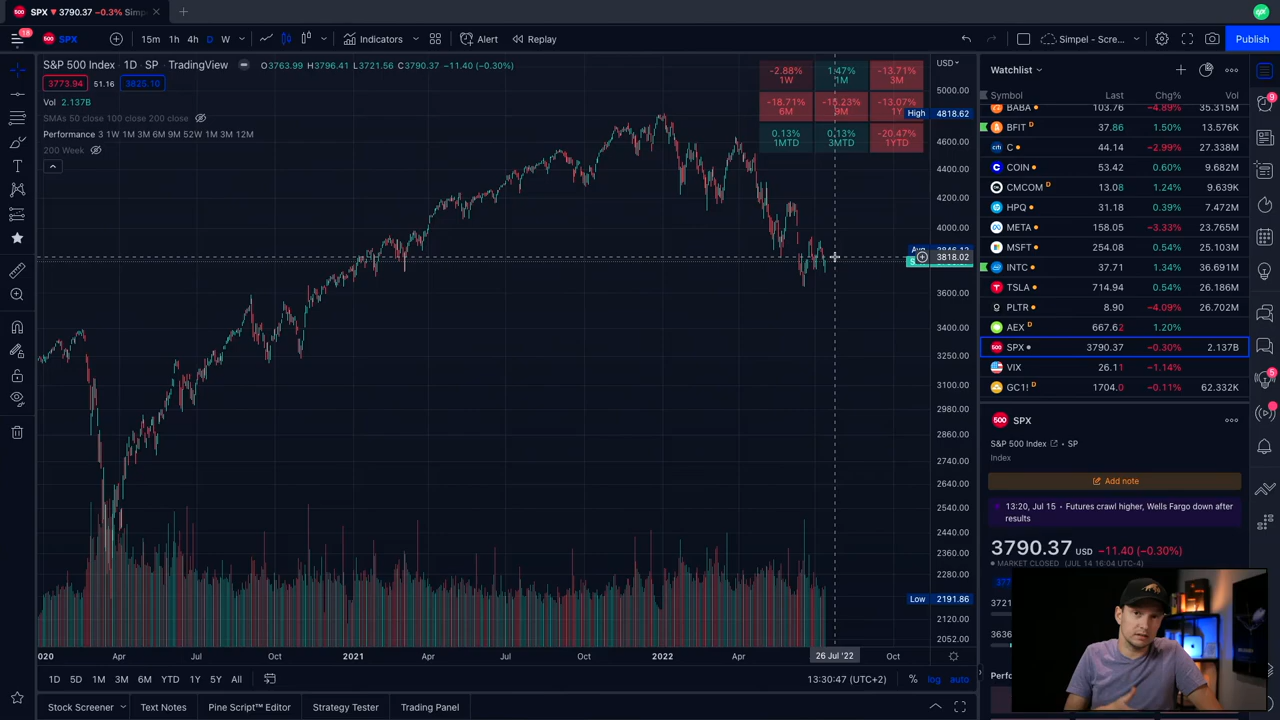 SPX ▼ 3790.37 −0.3% Simpel-
18
SPX
15m 1h 4h D W
Indicators
Alert
Replay
Simpel - Scre...
Publish
S&P 500 Index · 1D · SP · TradingView
O3763.99 H3796.41 L3721.56 C3790.37 −11.40 (−0.30%)
3773.94 51.16 3825.10
Vol 2.137B
SMAs 50 close 100 close 200 close
Performance 3 1W 1M 3M 6M 9M 52W 1M 3M 12M
200 Week
-2.88% 1W
1.47% 1M
-13.71% 3M
-18.71% 6M
-15.23% 9M
-13.07% 1Y
0.13% 1MTD
0.13% 3MTD
-20.47% 1YTD
USD
5000.00
High 4818.62
4600.00
4400.00
4200.00
4000.00
3818.02
3600.00
3400.00
3250.00
3100.00
2980.00
2860.00
2740.00
2640.00
2540.00
2440.00
2360.00
2280.00
Low 2191.86
2120.00
2052.00
020 Apr Jul Oct 2021 Apr Jul Oct 2022 Apr 26 Jul '22 Oct
1D 5D 1M 3M 6M YTD 1Y 5Y All
13:30:47 (UTC+2) % log auto
Stock Screener
Text Notes
Pine Script™ Editor
Strategy Tester
Trading Panel
Watchlist
Symbol Last Chg% Vol
BABA 103.76 −4.89% 35.315M
BFIT D 37.86 1.50% 13.576K
C 44.14 −2.99% 27.338M
COIN 53.42 0.60% 9.682M
CMCOM D 13.08 1.24% 9.639K
HPQ 31.18 0.39% 7.472M
META 158.05 −3.33% 23.765M
MSFT 254.08 0.54% 25.103M
INTC 37.71 1.34% 36.691M
TSLA 714.94 0.54% 26.186M
PLTR 8.90 −4.09% 26.702M
AEX D 667.62 1.20%
500 SPX 3790.37 −0.30% 2.137B
VIX 26.11 −1.14%
GC1! D 1704.0 −0.11% 62.332K
500 SPX
S&P 500 Index · SP
Index
Add note
13:20, Jul 15 • Futures crawl higher, Wells Fargo down after
results
3790.37 USD −11.40 (−0.30%)
MARKET CLOSED (JUL 14 16:04 UTC-4)
9
5